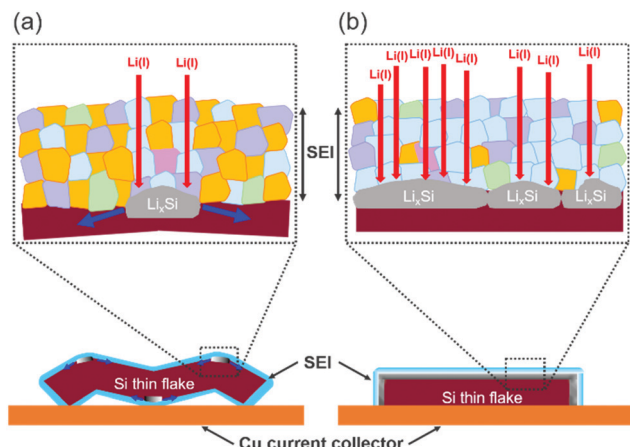 (a)
(b)
Li(I)
Li(I)
Li(I)
Li(I)
Li(I)
Li(I)
Li(I)
Li(I)
Li(I)
Li(I)
SEI
LixSi
LixSi
LixSi
LixSi
SEI
Si thin flake
Si thin flake
Cu current collector